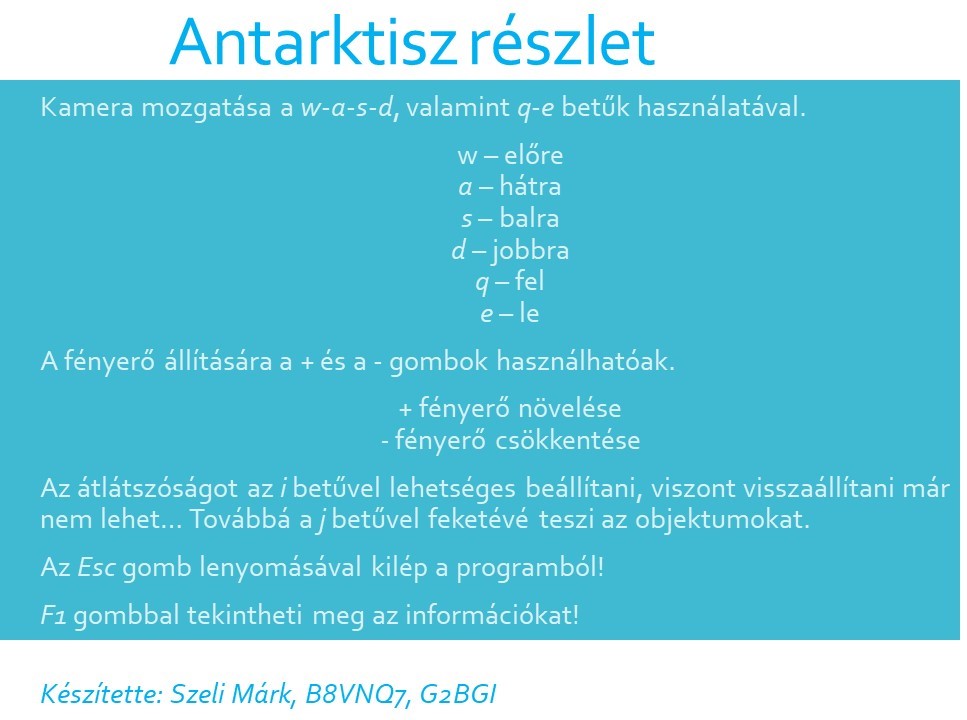 Antarktisz részlet
Kamera mozgatása a w-a-s-d, valamint q-e betűk használatával.
w – előre
a – hátra
s – balra
d – jobbra
q – fel
e – le
A fényerő állítására a + és a - gombok használhatóak.
+ fényerő növelése
- fényerő csökkentése
Az átlátszóságot az i betűvel lehetséges beállítani, viszont visszaállítani már
nem lehet... Továbbá a j betűvel feketévé teszi az objektumokat.
Az Esc gomb lenyomásával kilép a programból!
F1 gombbal tekintheti meg az információkat!
Készítette: Szeli Márk, B8VNQ7, G2BGI